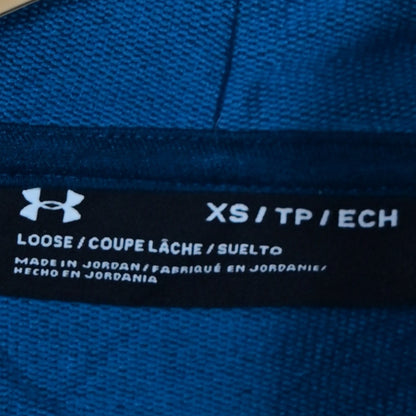 XS / TP / ECH
LOOSE / COUPE LÂCHE / SUELTO
MADE IN JORDAN / FABRIQUÉ EN JORDANIE /
HECHO EN JORDANIA